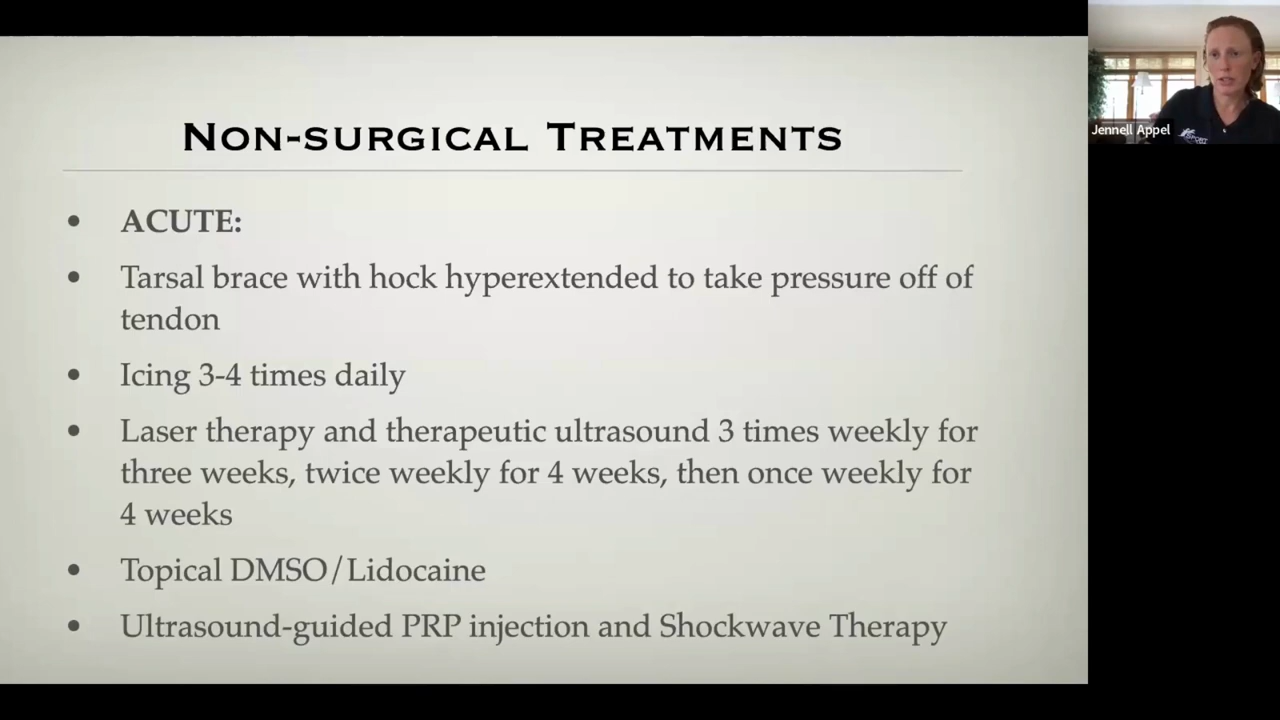 NON-SURGICAL TREATMENTS
• ACUTE:
• Tarsal brace with hock hyperextended to take pressure off of
tendon
• Icing 3-4 times daily
• Laser therapy and therapeutic ultrasound 3 times weekly for
three weeks, twice weekly for 4 weeks, then once weekly for
4 weeks
• Topical DMSO/Lidocaine
• Ultrasound-guided PRP injection and Shockwave Therapy
Jennell Appel